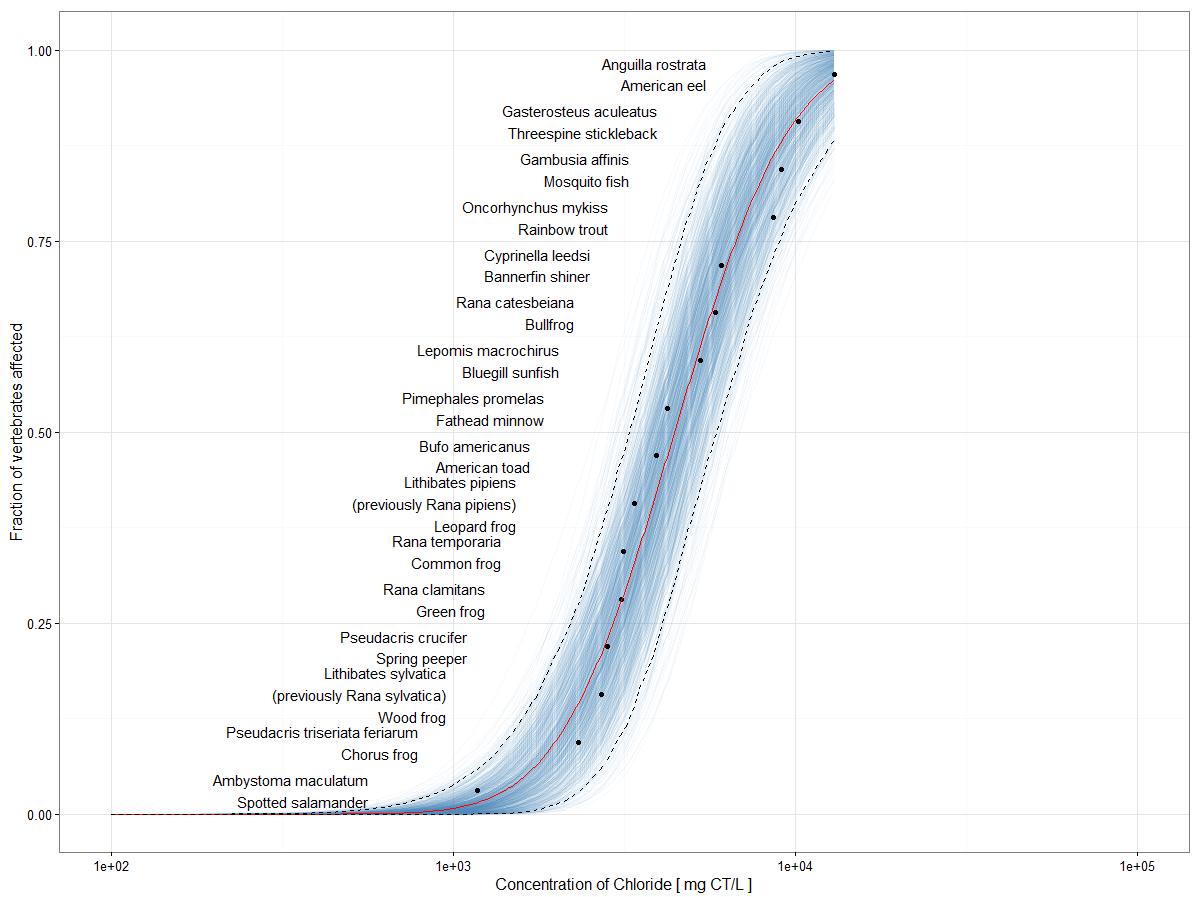 1.00
Anguilla rostrata
American eel
Gasterosteus aculeatus
Threespine stickleback
Gambusia affinis
Mosquito fish
Oncorhynchus mykiss
Rainbow trout
0.75
Cyprinella leedsi
Bannerfin shiner
Rana catesbeiana
Bullfrog
Lepomis macrochirus
Bluegill sunfish
Pimephales promelas
Fathead minnow
0.50
Bufo americanus
American toad
Lithibates pipiens
(previously Rana pipiens)
Leopard frog
Rana temporaria
Common frog
Rana clamitans
Green frog
0.25
Pseudacris crucifer
Spring peeper
Lithibates sylvatica
(previously Rana sylvatica)
Wood frog
Pseudacris triseriata feriarum
Chorus frog
Ambystoma maculatum
Spotted salamander
0.00
Fraction of vertebrates affected
1e+02 1e+03 1e+04 1e+05
Concentration of Chloride [ mg CT/L ]